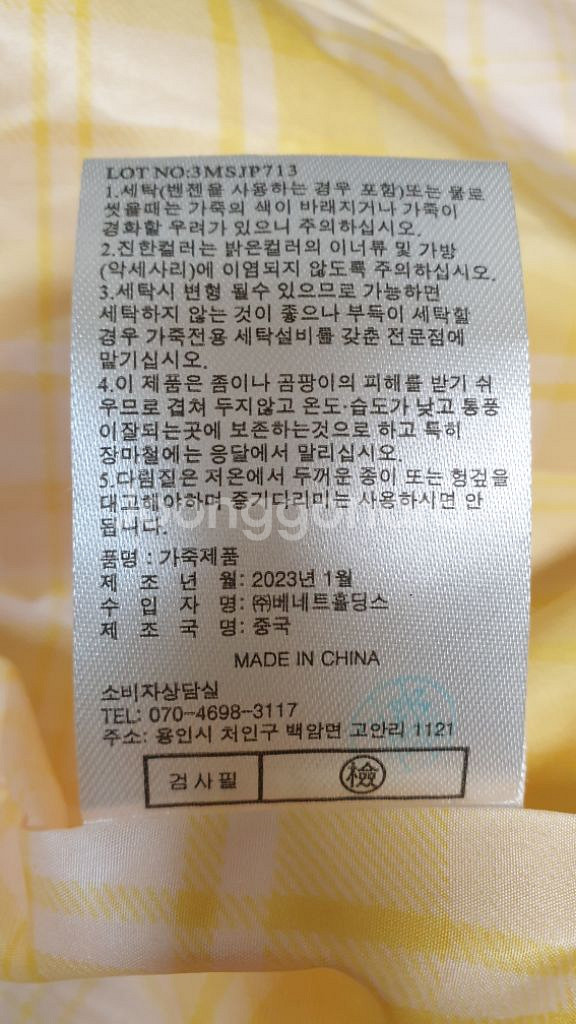 LOT NO:3MSJP713
1.세탁(벤젠을 사용하는 경우 포함)또는 물로
씻을때는 가죽의 색이 바래지거나 가죽이
경화할 우려가 있으니 주의하십시오.
2.진한컬러는 밝은컬러의 이너류 및 가방
(악세사리)에 이염되지 않도록 주의하십시오.
3.세탁시 변형 될수 있으므로 가능하면
세탁하지 않는 것이 좋으나 부득이 세탁할
경우 가죽전용 세탁설비를 갖춘 전문점에
맡기십시오.
4.이 제품은 좀이나 곰팡이의 피해를 받기 쉬
우므로 겹쳐 두지않고 온도·습도가 낮고 통풍
이잘되는곳에 보존하는것으로 하고 특히
장마철에는 응달에서 말리십시오.
5.다림질은 저온에서 두꺼운 종이 또는 헝겊을
대고해야하며 증기다리미는 사용하시면 안
됩니다.
품명 : 가죽제품
제 조 년 월: 2023년 1월
수 입 자 명: ㈜베네트홀딩스
제 조 국 명: 중국
MADE IN CHINA
소비자상담실
TEL: 070-4698-3117
주소: 용인시 처인구 백암면 고안리 1121
검사필 檢